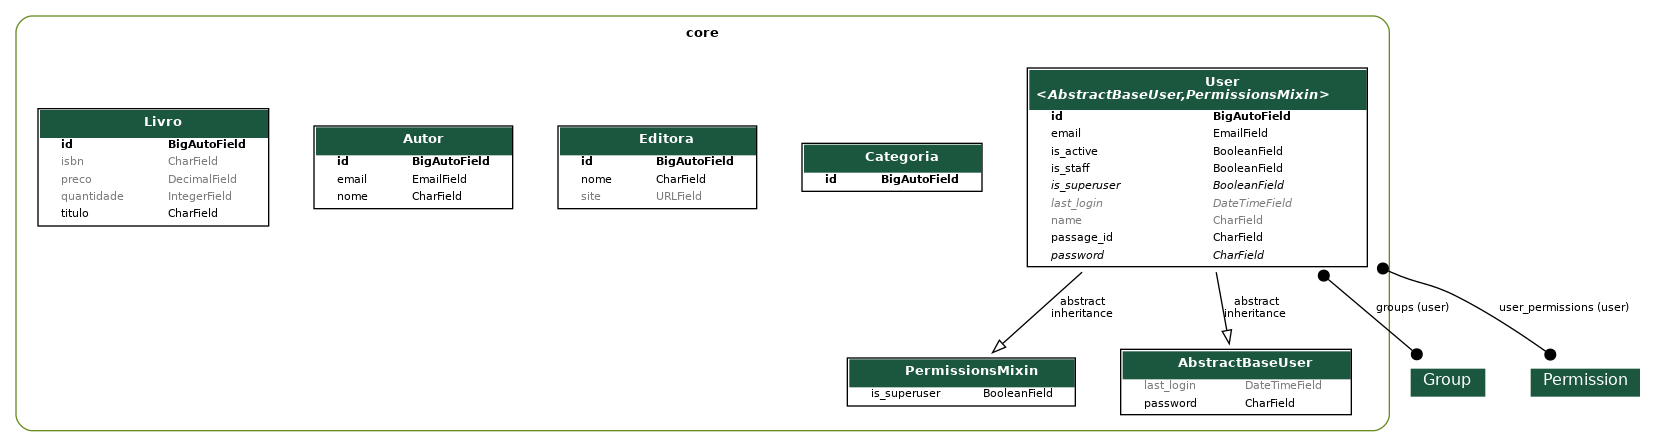 core
Livro
id BigAutoField
isbn CharField
preco DecimalField
quantidade IntegerField
titulo CharField
Autor
id BigAutoField
email EmailField
nome CharField
Editora
id BigAutoField
nome CharField
site URLField
Categoria
id BigAutoField
User
<AbstractBaseUser,PermissionsMixin>
id BigAutoField
email EmailField
is_active BooleanField
is_staff BooleanField
is_superuser BooleanField
last_login DateTimeField
name CharField
passage_id CharField
password CharField
abstract
inheritance
abstract
inheritance
groups (user)
user_permissions (user)
PermissionsMixin
is_superuser BooleanField
AbstractBaseUser
last_login DateTimeField
password CharField
Group
Permission